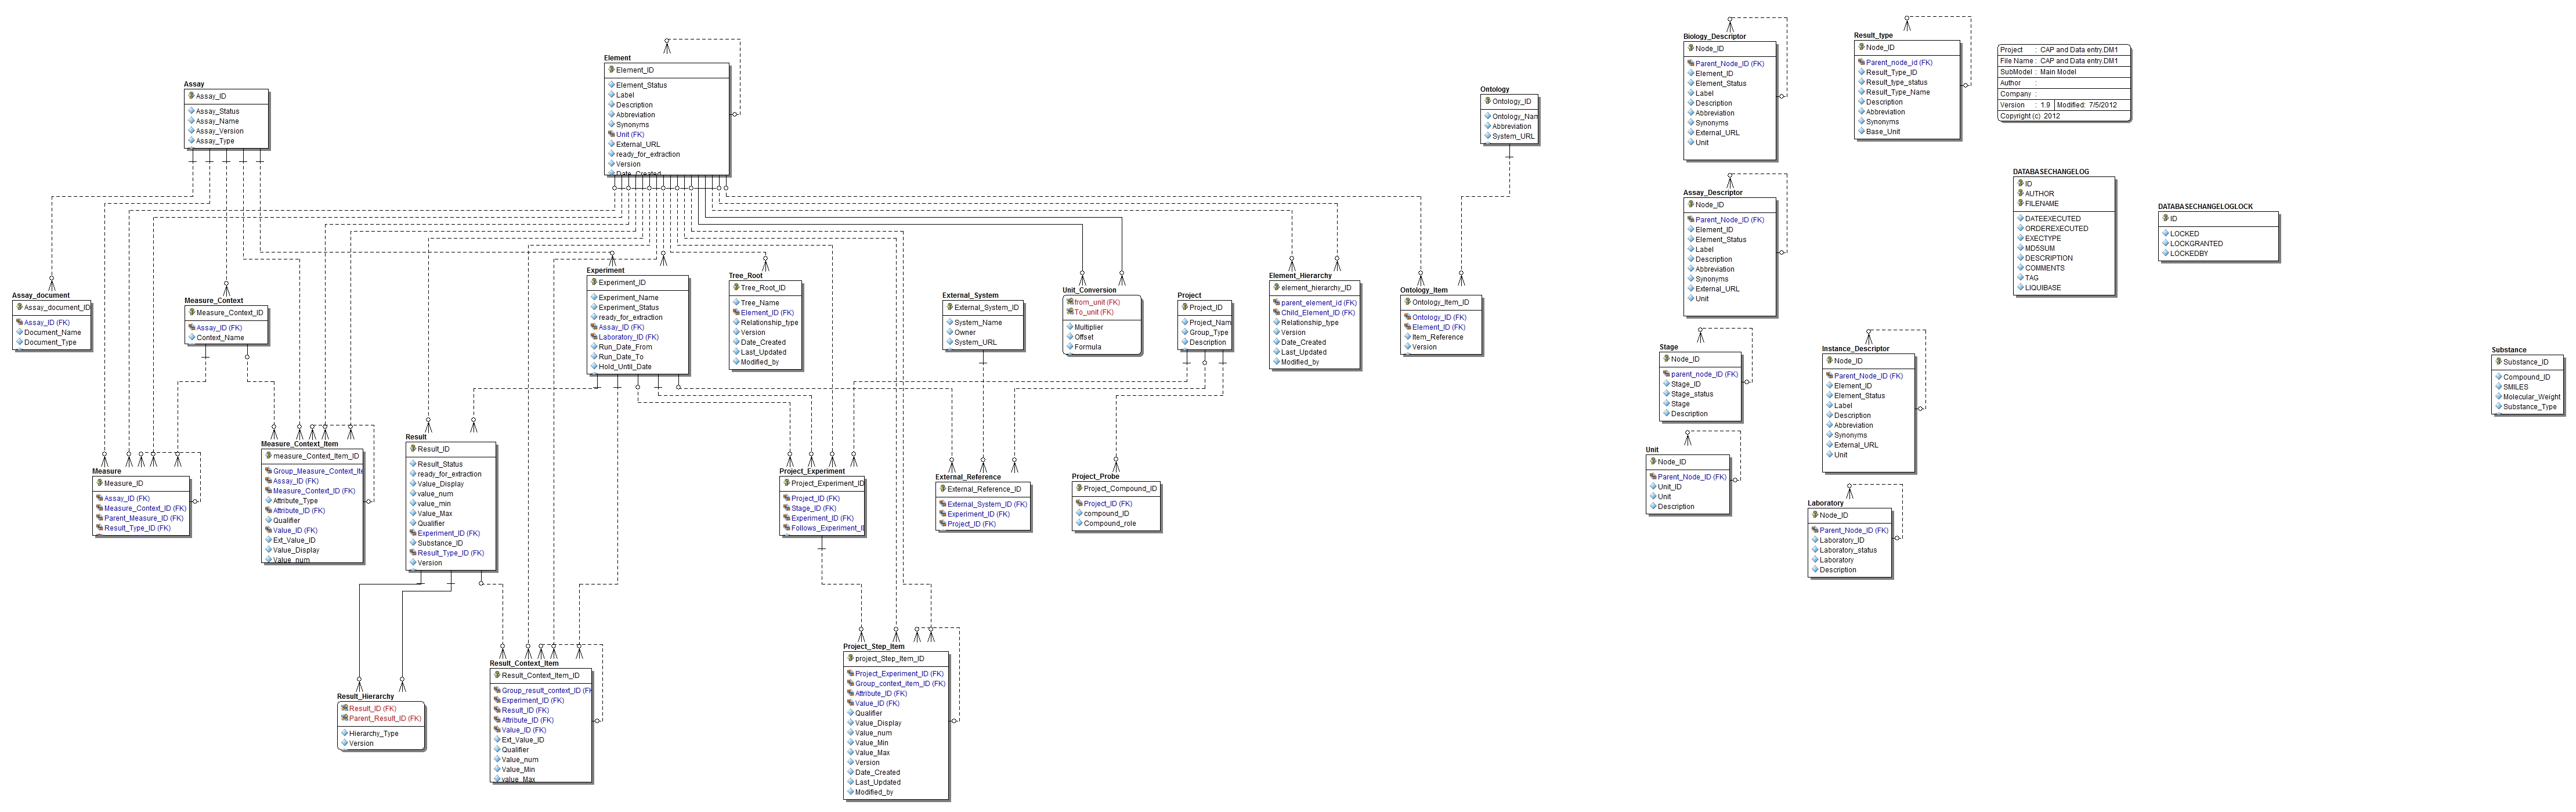 Assay
Assay_ID
Assay_Status
Assay_Name
Assay_Version
Assay_Type
Element
Element_ID
Element_Status
Label
Description
Abbreviation
Synonyms
Unit (FK)
External_URL
ready_for_extraction
Version
Date_Created
Ontology
Ontology_ID
Ontology_Nam
Abbreviation
System_URL
Biology_Descriptor
Node_ID
Parent_Node_ID (FK)
Element_ID
Element_Status
Label
Description
Abbreviation
Synonyms
External_URL
Unit
Result_type
Node_ID
Parent_node_id (FK)
Result_Type_ID
Result_type_status
Result_Type_Name
Description
Abbreviation
Synonyms
Base_Unit
Project : CAP and Data entry.DM1
File Name : CAP and Data entry.DM1
SubModel : Main Model
Author :
Company :
Version : 1.9 Modified: 7/5/2012
Copyright (c) 2012
Assay_Descriptor
Node_ID
Parent_Node_ID (FK)
Element_ID
Element_Status
Label
Description
Abbreviation
Synonyms
External_URL
Unit
DATABASECHANGELOG
ID
AUTHOR
FILENAME
DATEEXECUTED
ORDEREXECUTED
EXECTYPE
MD5SUM
DESCRIPTION
COMMENTS
TAG
LIQUIBASE
DATABASECHANGELOGLOCK
ID
LOCKED
LOCKGRANTED
LOCKEDBY
Assay_document
Assay_document_ID
Assay_ID (FK)
Document_Name
Document_Type
Measure_Context
Measure_Context_ID
Assay_ID (FK)
Context_Name
Experiment
Experiment_ID
Experiment_Name
Experiment_Status
ready_for_extraction
Assay_ID (FK)
Laboratory_ID (FK)
Run_Date_From
Run_Date_To
Hold_Until_Date
Tree_Root
Tree_Root_ID
Tree_Name
Element_ID (FK)
Relationship_type
Version
Date_Created
Last_Updated
Modified_by
External_System
External_System_ID
System_Name
Owner
System_URL
Unit_Conversion
from_unit (FK)
To_unit (FK)
Multiplier
Offset
Formula
Project
Project_ID
Project_Nam
Group_Type
Description
Element_Hierarchy
element_hierarchy_ID
parent_element_id (FK)
Child_Element_ID (FK)
Relationship_type
Version
Date_Created
Last_Updated
Modified_by
Ontology_Item
Ontology_Item_ID
Ontology_ID (FK)
Element_ID (FK)
Item_Reference
Version
Stage
Node_ID
parent_node_ID (FK)
Stage_ID
Stage_status
Stage
Description
Instance_Descriptor
Node_ID
Parent_Node_ID (FK)
Element_ID
Element_Status
Label
Description
Abbreviation
Synonyms
External_URL
Unit
Substance
Substance_ID
Compound_ID
SMILES
Molecular_Weight
Substance_Type
Measure
Measure_ID
Assay_ID (FK)
Measure_Context_ID (FK)
Parent_Measure_ID (FK)
Result_Type_ID (FK)
Measure_Context_Item
measure_Context_Item_ID
Group_Measure_Context_Ite
Assay_ID (FK)
Measure_Context_ID (FK)
Attribute_Type
Attribute_ID (FK)
Qualifier
Value_ID (FK)
Ext_Value_ID
Value_Display
Value_num
Result
Result_ID
Result_Status
ready_for_extraction
Value_Display
value_num
value_min
Value_Max
Qualifier
Experiment_ID (FK)
Substance_ID
Result_Type_ID (FK)
Version
Project_Experiment
Project_Experiment_ID
Project_ID (FK)
Stage_ID (FK)
Experiment_ID (FK)
Follows_Experiment_I
External_Reference
External_Reference_ID
External_System_ID (FK)
Experiment_ID (FK)
Project_ID (FK)
Project_Probe
Project_Compound_ID
Project_ID (FK)
compound_ID
Compound_role
Unit
Node_ID
Parent_Node_ID (FK)
Unit_ID
Unit
Description
Laboratory
Node_ID
Parent_Node_ID (FK)
Laboratory_ID
Laboratory_status
Laboratory
Description
Result_Hierarchy
Result_ID (FK)
Parent_Result_ID (FK)
Hierarchy_Type
Version
Result_Context_Item
Result_Context_Item_ID
Group_result_context_ID (FK
Experiment_ID (FK)
Result_ID (FK)
Attribute_ID (FK)
Value_ID (FK)
Ext_Value_ID
Qualifier
Value_num
Value_Min
value_Max
Project_Step_Item
project_Step_Item_ID
Project_Experiment_ID (FK)
Group_context_item_ID (FK)
Attribute_ID (FK)
Value_ID (FK)
Qualifier
Value_Display
Value_num
Value_Min
Value_Max
Version
Date_Created
Last_Updated
Modified_by